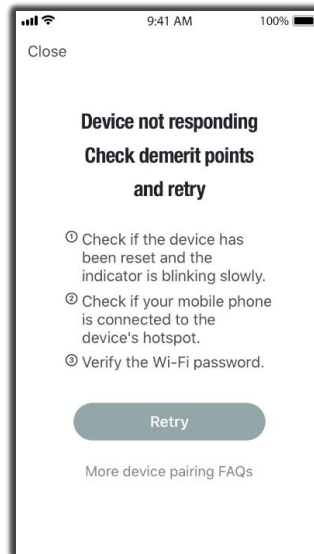 9:41 AM
100%
Close
Device not responding
Check demerit points
and retry
① Check if the device has
been reset and the
indicator is blinking slowly.
② Check if your mobile phone
is connected to the
device's hotspot.
③ Verify the Wi-Fi password.
Retry
More device pairing FAQs